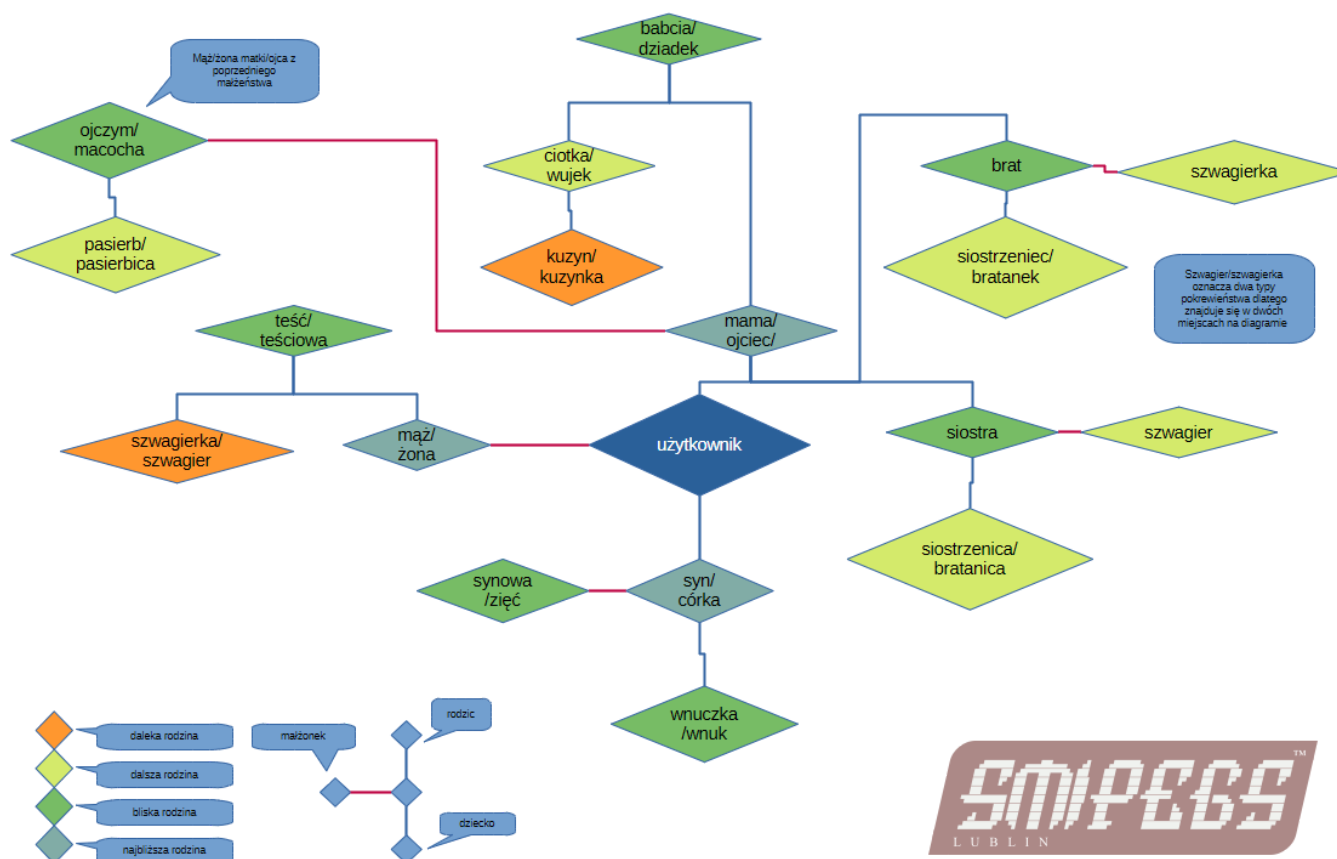 babcia/
dziadek
Mąż/żona matki/ojca z
poprzedniego
małżeństwa
ojczym/
macocha
ciotka/
wujek
brat
szwagierka
pasierb/
pasierbica
kuzyn/
kuzynka
siostrzeniec/
bratanek
Szwagier/szwagierka
oznacza dwa typy
pokrewieństwa dlatego
znajduje się w dwóch
miejscach na diagramie
teść/
teściowa
mama/
ojciec/
szwagierka/
szwagier
mąż/
żona
użytkownik
siostra
szwagier
siostrzenica/
bratanica
synowa
/zięć
syn/
córka
wnuczka
/wnuk
daleka rodzina
dalsza rodzina
bliska rodzina
najbliższa rodzina
małżonek
rodzic
dziecko
SMIPEGS™
LUBLIN